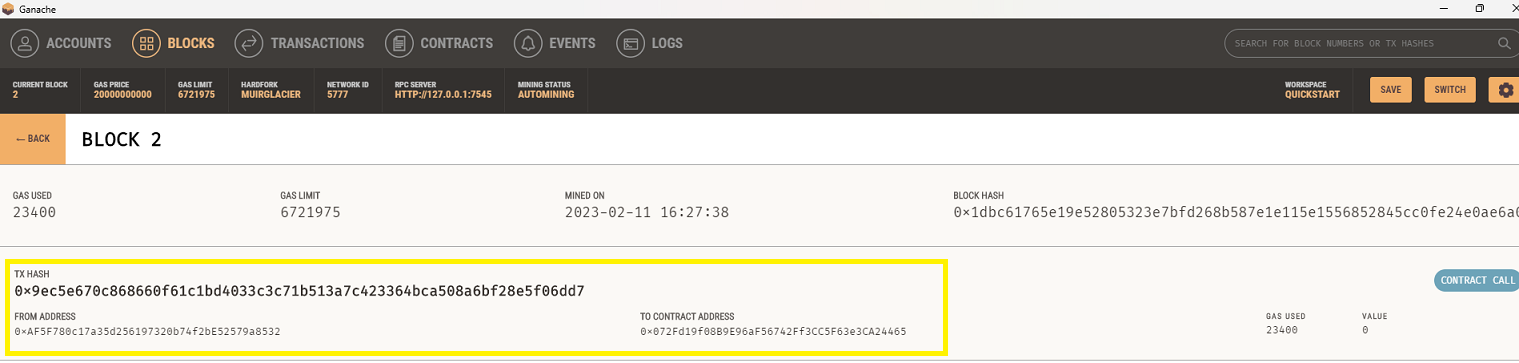 Ganache
ACCOUNTS BLOCKS TRANSACTIONS CONTRACTS EVENTS LOGS SEARCH FOR BLOCK NUMBERS OR TX HASHES
CURRENT BLOCK GAS PRICE GAS LIMIT HARDFORK NETWORK ID RPC SERVER MINING STATUS WORKSPACE
2 20000000000 6721975 MUIRGLACIER 5777 HTTP://127.0.0.1:7545 AUTOMINING QUICKSTART SAVE SWITCH
← BACK BLOCK 2
GAS USED GAS LIMIT MINED ON BLOCK HASH
23400 6721975 2023-02-11 16:27:38 0×1dbc61765e19e52805323e7bfd268b587e1e115e1556852845cc0fe24e0ae6a0
TX HASH
0×9ec5e670c868660f61c1bd4033c3c71b513a7c423364bca508a6bf28e5f06dd7 CONTRACT CALL
FROM ADDRESS TO CONTRACT ADDRESS GAS USED VALUE
0×AF5F780c17a35d256197320b74f2bE52579a8532 0×072Fd19f08B9E96aF56742Ff3CC5F63e3CA24465 23400 0